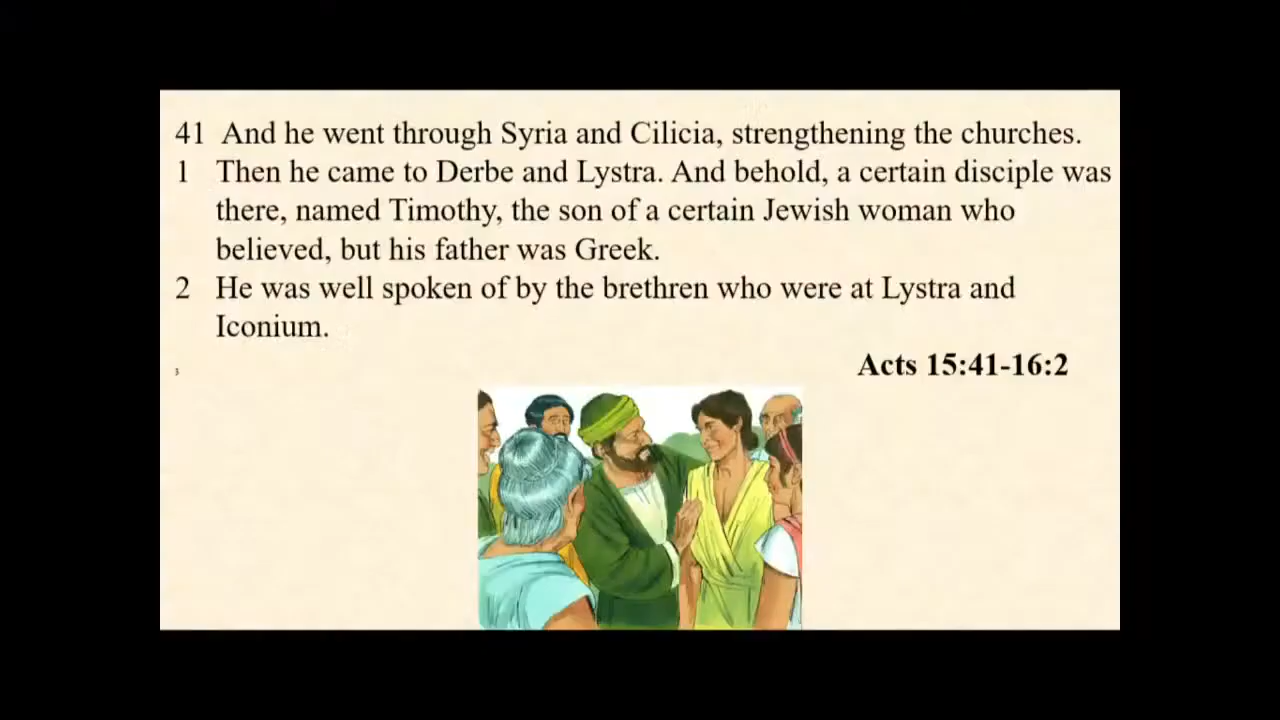 41 And he went through Syria and Cilicia, strengthening the churches.
1 Then he came to Derbe and Lystra. And behold, a certain disciple was
there, named Timothy, the son of a certain Jewish woman who
believed, but his father was Greek.
2 He was well spoken of by the brethren who were at Lystra and
Iconium.
Acts 15:41-16:2
3